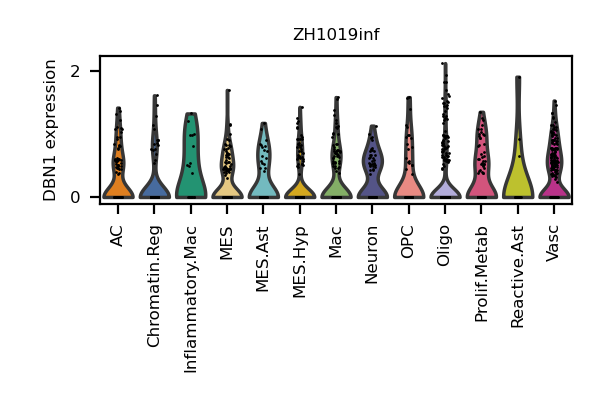 ZH1019inf
DBN1 expression
2
0
AC
Chromatin.Reg
Inflammatory.Mac
MES
MES.Ast
MES.Hyp
Mac
Neuron
OPC
Oligo
Prolif.Metab
Reactive.Ast
Vasc